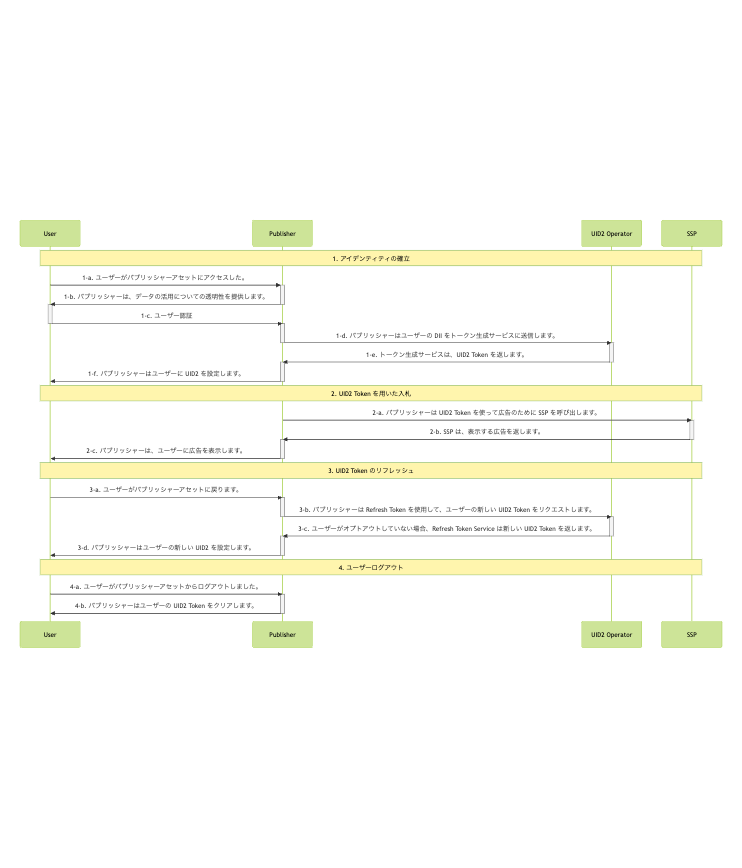 User Publisher UID2 Operator SSP
1. アイデンティティの確立
1-a. ユーザーがパブリッシャーアセットにアクセスした。
1-b. パブリッシャーは、データの活用についての透明性を提供します。
1-c. ユーザー認証
1-d. パブリッシャーはユーザーの DII をトークン生成サービスに送信します。
1-e. トークン生成サービスは、UID2 Token を返します。
1-f. パブリッシャーはユーザーに UID2 を設定します。
2. UID2 Token を用いた入札
2-a. パブリッシャーは UID2 Token を使って広告のために SSP を呼び出します。
2-b. SSP は、表示する広告を返します。
2-c. パブリッシャーは、ユーザーに広告を表示します。
3. UID2 Token のリフレッシュ
3-a. ユーザーがパブリッシャーアセットに戻ります。
3-b. パブリッシャーは Refresh Token を使用して、ユーザーの新しい UID2 Token をリクエストします。
3-c. ユーザーがオプトアウトしていない場合、Refresh Token Service は新しい UID2 Token を返します。
3-d. パブリッシャーはユーザーの新しい UID2 を設定します。
4. ユーザーログアウト
4-a. ユーザーがパブリッシャーアセットからログアウトしました。
4-b. パブリッシャーはユーザーの UID2 Token をクリアします。
User Publisher UID2 Operator SSP